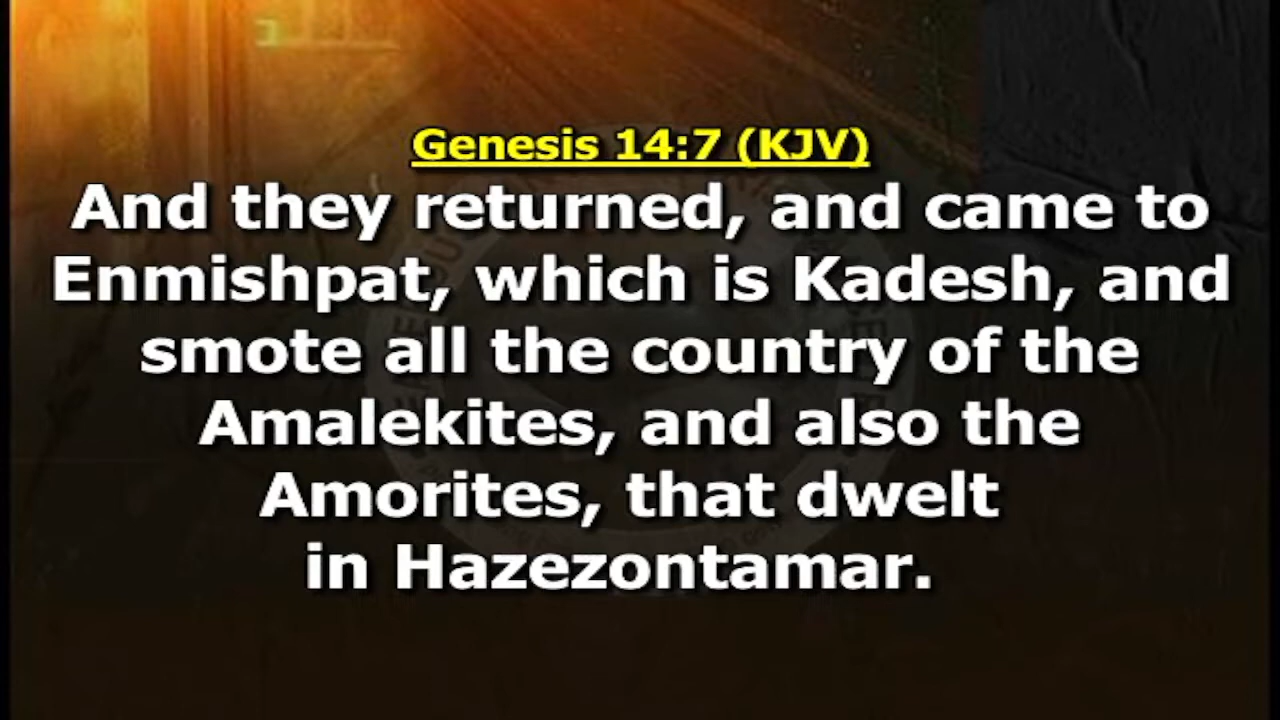 Genesis 14:7 (KJV)
And they returned, and came to
Enmishpat, which is Kadesh, and
smote all the country of the
Amalekites, and also the
Amorites, that dwelt
in Hazezontamar.